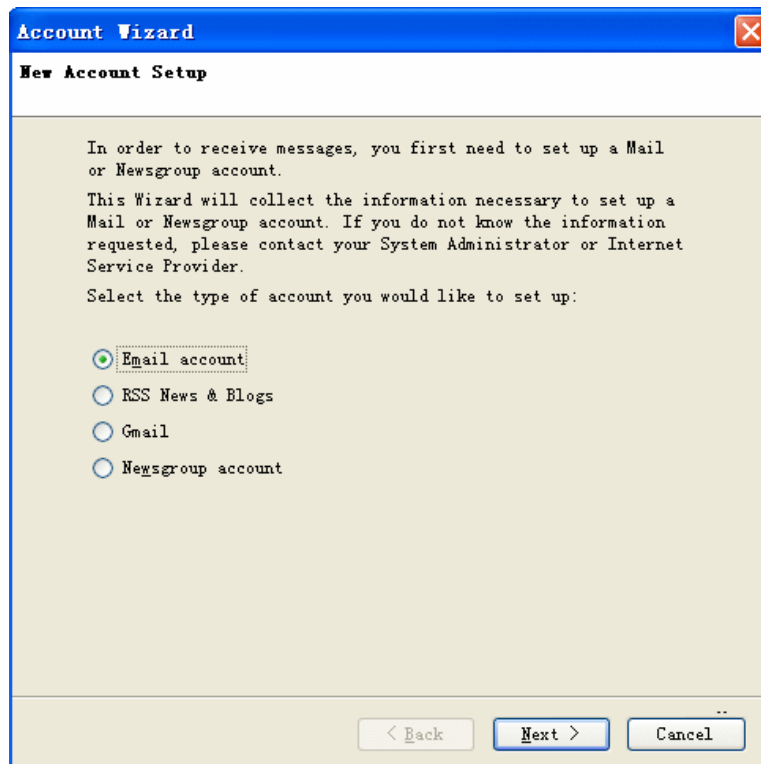 Account Wizard
New Account Setup
In order to receive messages, you first need to set up a Mail
or Newsgroup account.
This Wizard will collect the information necessary to set up a
Mail or Newsgroup account. If you do not know the information
requested, please contact your System Administrator or Internet
Service Provider.
Select the type of account you would like to set up:
Email account
RSS News & Blogs
Gmail
Newsgroup account
< Back Next > Cancel